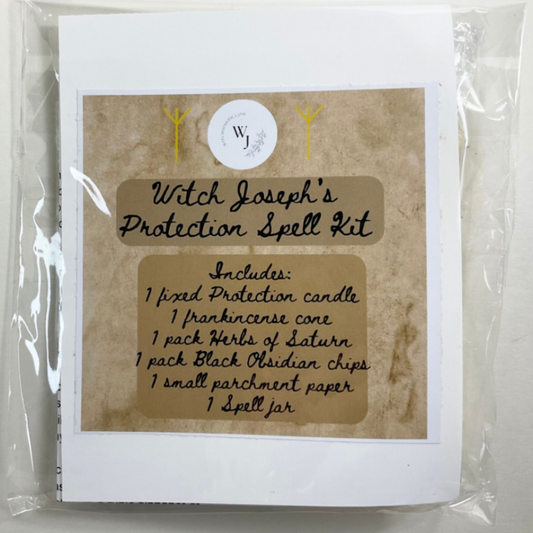 W
J
Witch Joseph's
Protection Spell Kit
Includes:
1 fixed Protection candle
1 frankincense cone
1 pack Herbs of Saturn
1 pack Black Obsidian chips
1 small parchment paper
1 Spell jar